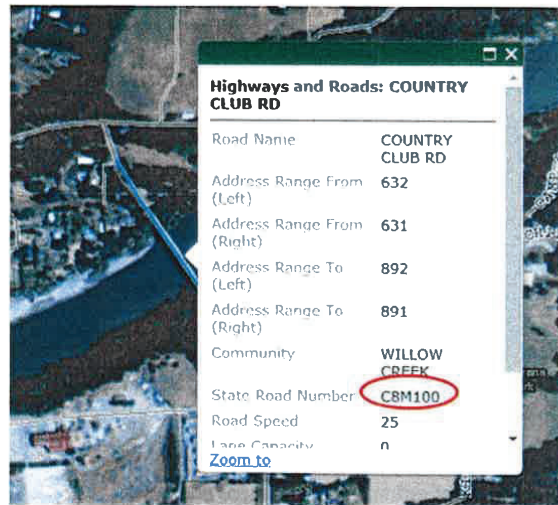 Highways and Roads: COUNTRY
CLUB RD
Road Name COUNTRY
CLUB RD
Address Range From 632
(Left)
Address Range From 631
(Right)
Address Range To 892
(Left)
Address Range To 891
(Right)
Community WILLOW
CREEK
State Road Number C8M100
Road Speed 25
Lane Capacity 0
Zoom to